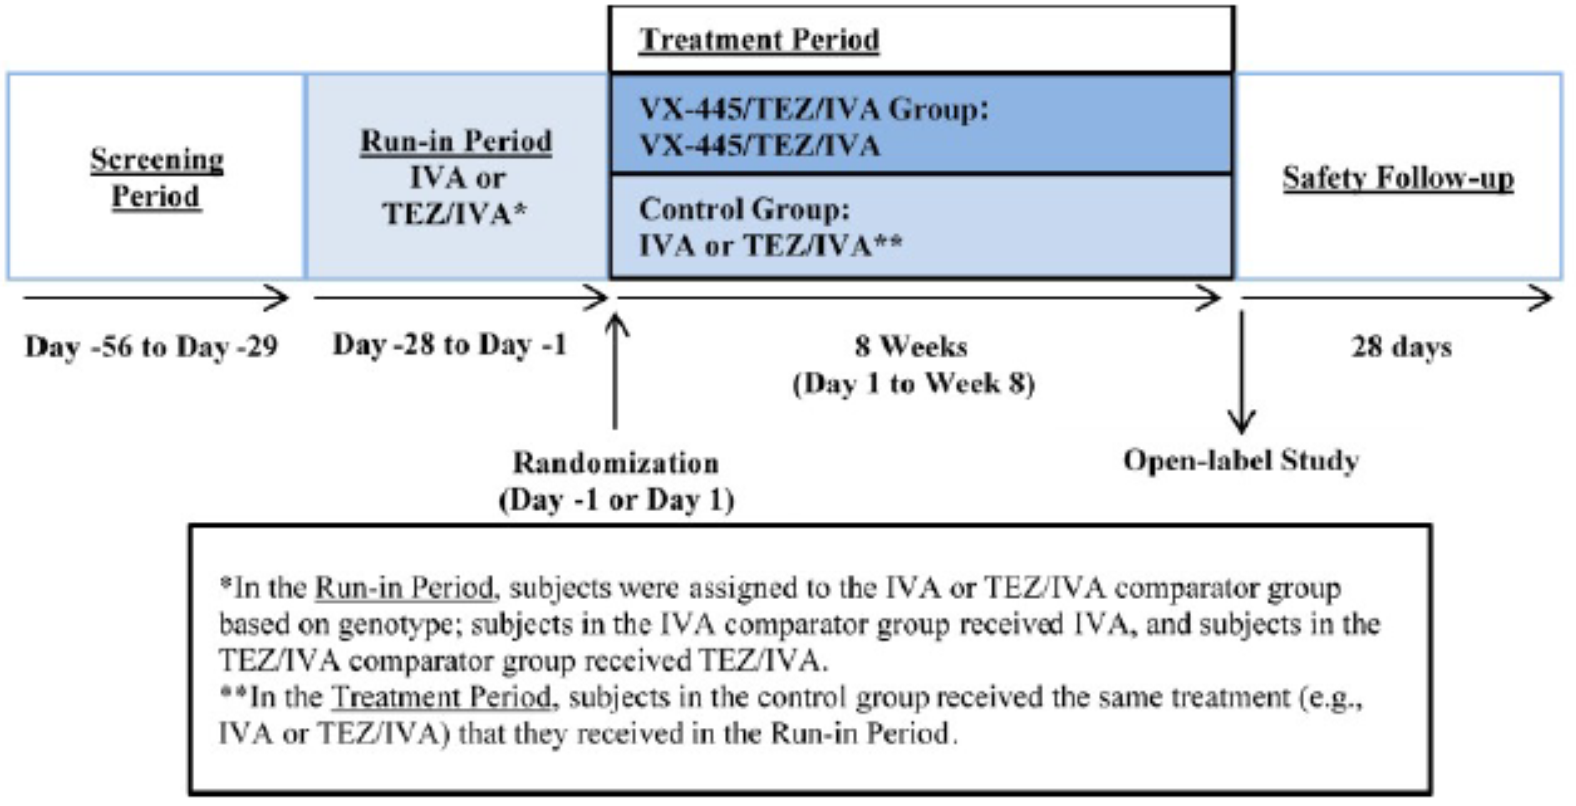 Treatment Period
Screening
Period
Run-in Period
IVA or
TEZ/IVA*
VX-445/TEZ/IVA Group:
VX-445/TEZ/IVA
Control Group:
IVA or TEZ/IVA**
Safety Follow-up
Day -56 to Day -29
Day -28 to Day -1
8 Weeks
(Day 1 to Week 8)
28 days
Randomization
(Day -1 or Day 1)
Open-label Study
*In the Run-in Period, subjects were assigned to the IVA or TEZ/IVA comparator group
based on genotype; subjects in the IVA comparator group received IVA, and subjects in the
TEZ/IVA comparator group received TEZ/IVA.
**In the Treatment Period, subjects in the control group received the same treatment (e.g.,
IVA or TEZ/IVA) that they received in the Run-in Period.